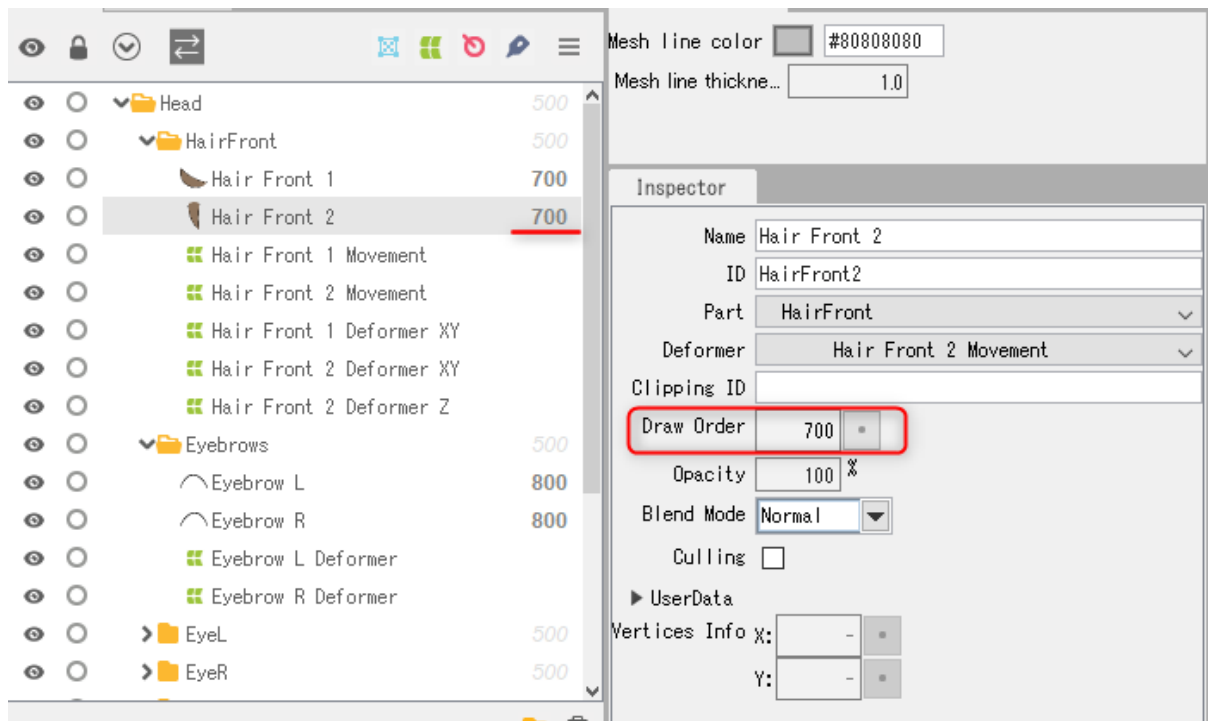 Head 500
HairFront 500
Hair Front 1 700
Hair Front 2 700
Hair Front 1 Movement
Hair Front 2 Movement
Hair Front 1 Deformer XY
Hair Front 2 Deformer XY
Hair Front 2 Deformer Z
Eyebrows 500
Eyebrow L 800
Eyebrow R 800
Eyebrow L Deformer
Eyebrow R Deformer
EyeL 500
EyeR 500
Mesh line color #80808080
Mesh line thickne… 1.0
Inspector
Name Hair Front 2
ID HairFront2
Part HairFront
Deformer Hair Front 2 Movement
Clipping ID
Draw Order 700
Opacity 100 %
Blend Mode Normal
Culling
UserData
Vertices Info X: -
Y: -